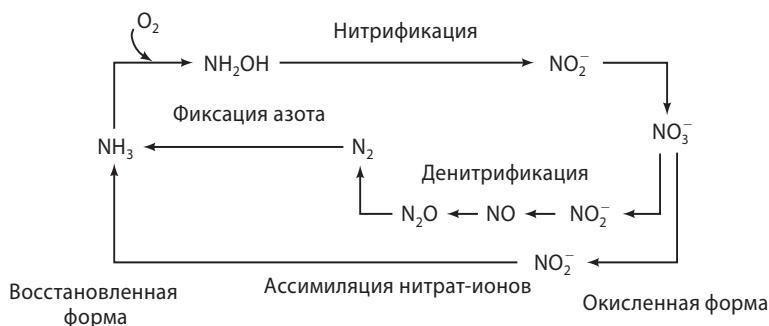 O₂
Нитрификация
NH₂OH
NO₂⁻
Фиксация азота
NH₃
N₂
NO₃⁻
Денитрификация
N₂O
NO
NO₂⁻
NO₂⁻
Восстановленная
форма
Ассимиляция нитрат-ионов
Окисленная форма